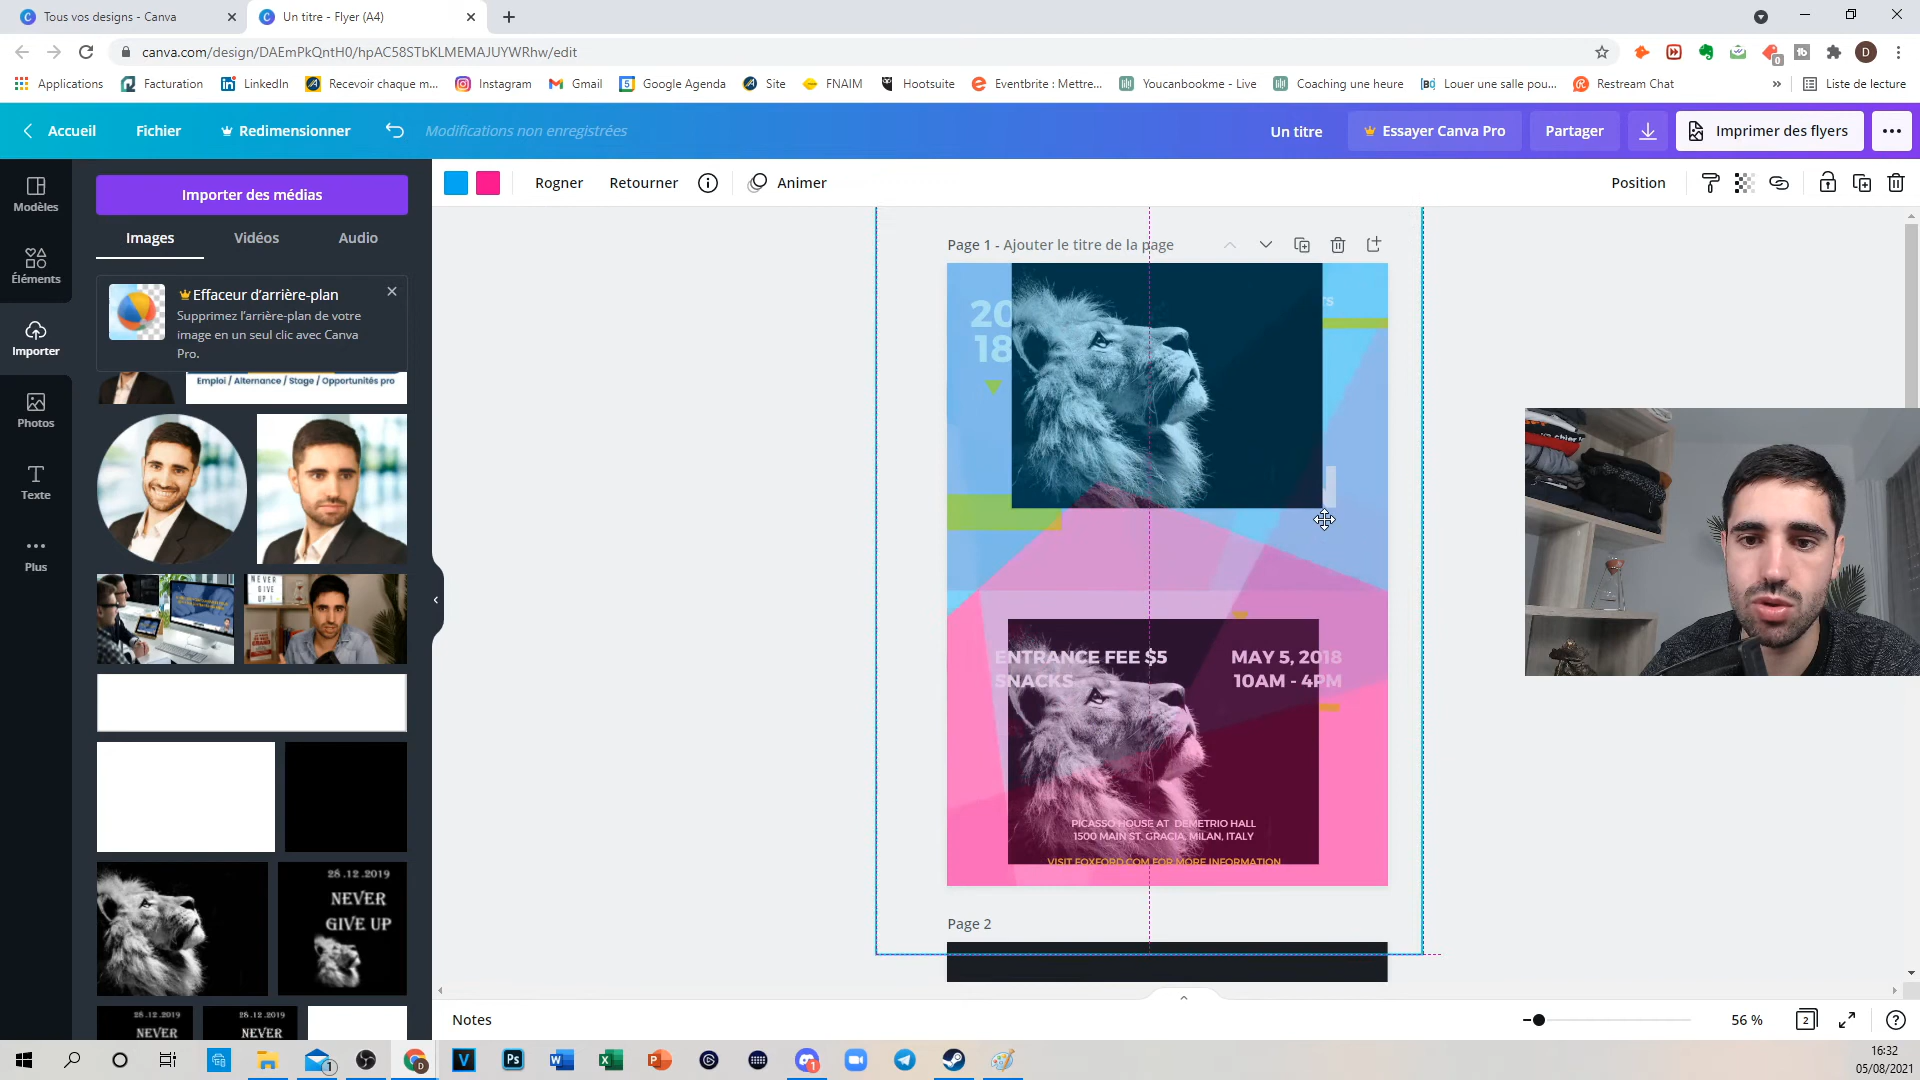 Tous vos designs - Canva
Un titre - Flyer (A4)
canva.com/design/DAEmPkQntH0/hpAC58STbKLMEMAJUYWRhw/edit
Applications
Facturation
LinkedIn
Recevoir chaque m...
Instagram
Gmail
Google Agenda
Site
FNAIM
Hootsuite
Eventbrite : Mettre...
Youcanbookme - Live
Coaching une heure
Louer une salle pou...
Restream Chat
Liste de lecture
Accueil
Fichier
Redimensionner
Modifications non enregistrées
Un titre
Essayer Canva Pro
Partager
Imprimer des flyers
Modèles
Éléments
Importer
Photos
Texte
Plus
Importer des médias
Images
Vidéos
Audio
Effaceur d'arrière-plan
Supprimez l'arrière-plan de votre
image en un seul clic avec Canva
Pro.
Emploi / Alternance / Stage / Opportunités pro
NEVER
GIVE
UP !
28.12.2019
NEVER
GIVE UP
28.12.2019
NEVER
28.12.2019
NEVER
Rogner
Retourner
Animer
Position
Page 1 - Ajouter le titre de la page
20
18
rs
ENTRANCE FEE $5
SNACKS
MAY 5, 2018
10AM - 4PM
PICASSO HOUSE AT DEMETRIO HALL
1500 MAIN ST. GRACIA, MILAN, ITALY
VISIT FOXFORD.COM FOR MORE INFORMATION
Page 2
Notes
56 %
2
16:32
05/08/2021